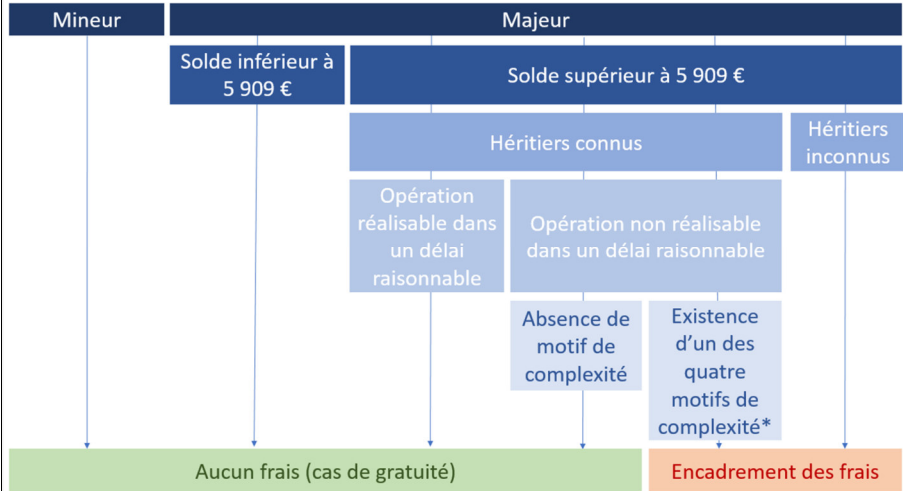 Mineur
Majeur
Solde inférieur à
5 909 €
Solde supérieur à 5 909 €
Héritiers connus
Héritiers
inconnus
Opération
réalisable dans
un délai
raisonnable
Opération non réalisable
dans un délai raisonnable
Absence de
motif de
complexité
Existence
d’un des
quatre
motifs de
complexité*
Aucun frais (cas de gratuité)
Encadrement des frais